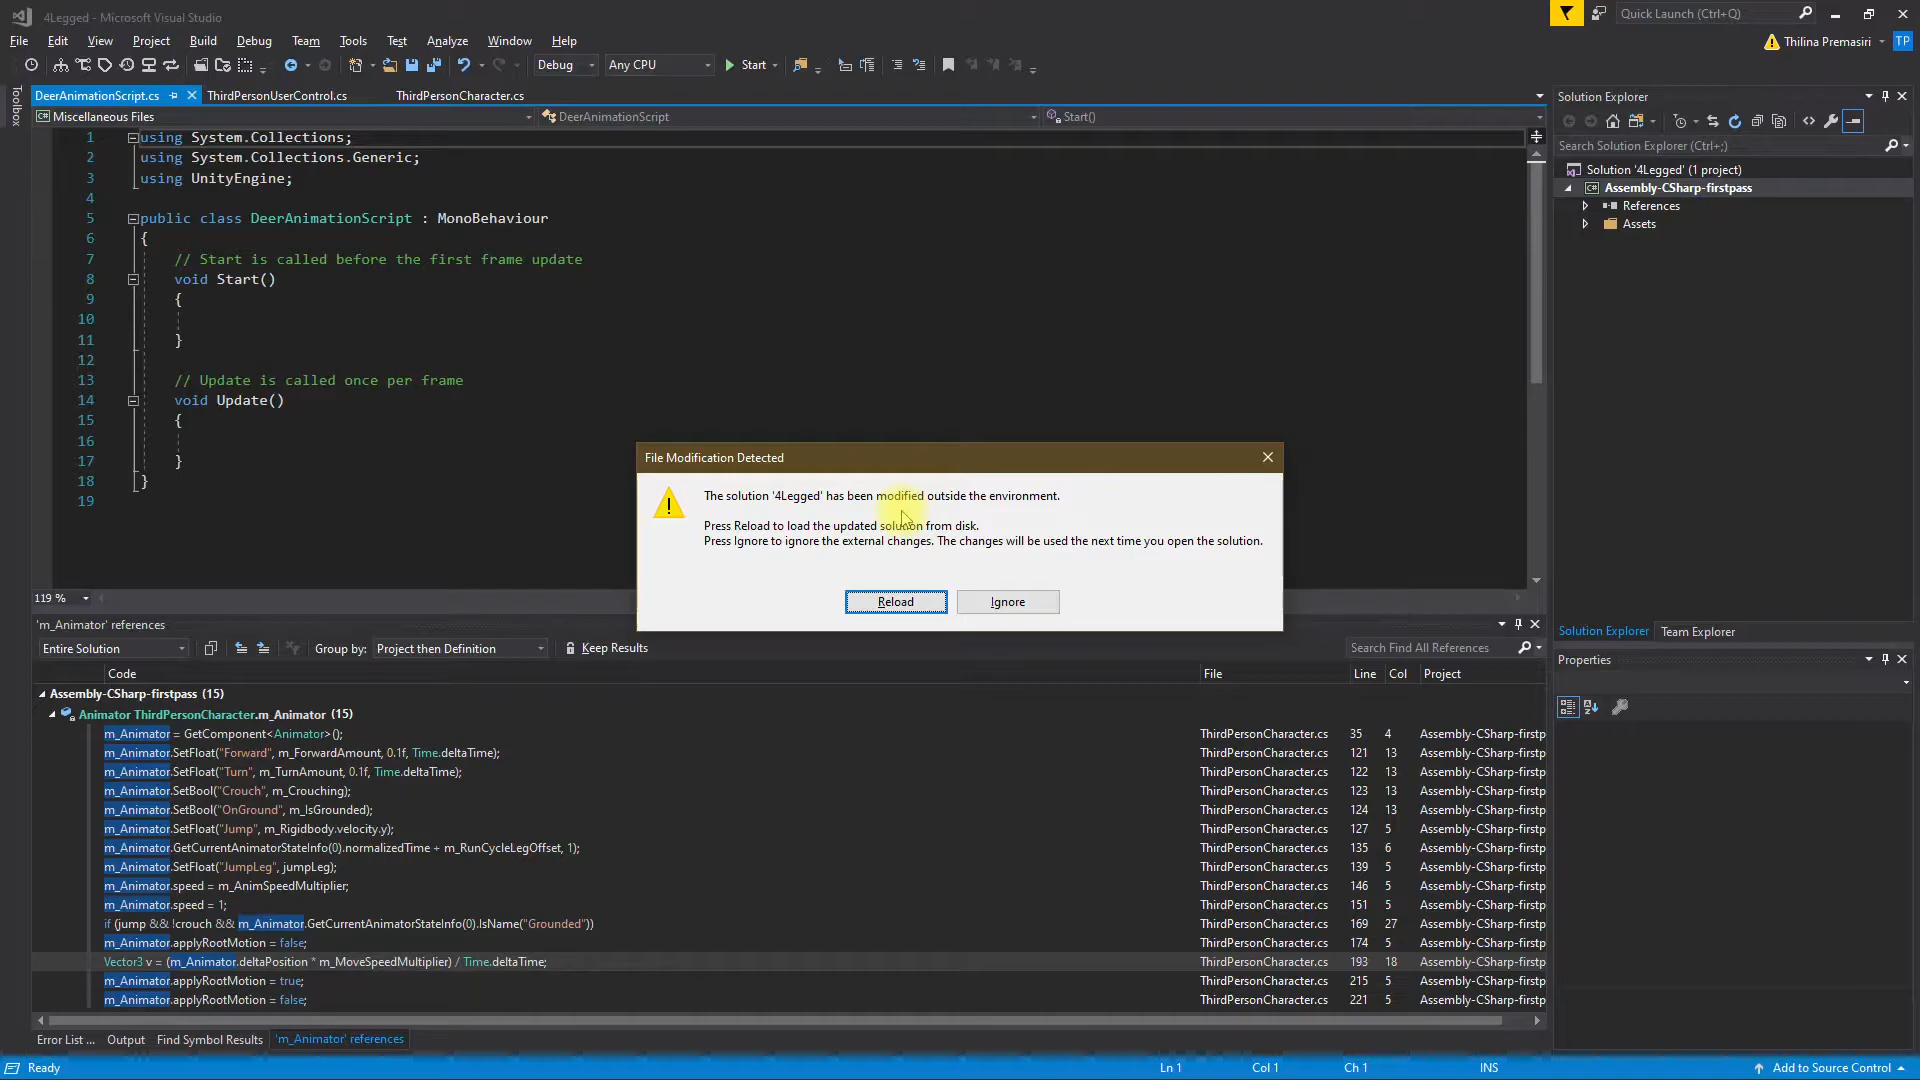 4Legged - Microsoft Visual Studio
Quick Launch (Ctrl+Q)
File Edit View Project Build Debug Team Tools Test Analyze Window Help
Thilina Premasiri TP
Debug Any CPU Start
Toolbox
DeerAnimationScript.cs ThirdPersonUserControl.cs ThirdPersonCharacter.cs
C# Miscellaneous Files DeerAnimationScript Start()
1 using System.Collections;
2 using System.Collections.Generic;
3 using UnityEngine;
4
5 public class DeerAnimationScript : MonoBehaviour
6 {
7 // Start is called before the first frame update
8 void Start()
9 {
10
11 }
12
13 // Update is called once per frame
14 void Update()
15 {
16
17 }
18 }
19
119 %
File Modification Detected
The solution '4Legged' has been modified outside the environment.
Press Reload to load the updated solution from disk.
Press Ignore to ignore the external changes. The changes will be used the next time you open the solution.
Reload Ignore
Solution Explorer
Search Solution Explorer (Ctrl+;)
Solution '4Legged' (1 project)
C# Assembly-CSharp-firstpass
References
Assets
Solution Explorer Team Explorer
Properties
'm_Animator' references
Entire Solution Group by: Project then Definition Keep Results Search Find All References
Code File Line Col Project
Assembly-CSharp-firstpass (15)
Animator ThirdPersonCharacter.m_Animator (15)
m_Animator = GetComponent<Animator>(); ThirdPersonCharacter.cs 35 4 Assembly-CSharp-firstp
m_Animator.SetFloat("Forward", m_ForwardAmount, 0.1f, Time.deltaTime); ThirdPersonCharacter.cs 121 13 Assembly-CSharp-firstp
m_Animator.SetFloat("Turn", m_TurnAmount, 0.1f, Time.deltaTime); ThirdPersonCharacter.cs 122 13 Assembly-CSharp-firstp
m_Animator.SetBool("Crouch", m_Crouching); ThirdPersonCharacter.cs 123 13 Assembly-CSharp-firstp
m_Animator.SetBool("OnGround", m_IsGrounded); ThirdPersonCharacter.cs 124 13 Assembly-CSharp-firstp
m_Animator.SetFloat("Jump", m_Rigidbody.velocity.y); ThirdPersonCharacter.cs 127 5 Assembly-CSharp-firstp
m_Animator.GetCurrentAnimatorStateInfo(0).normalizedTime + m_RunCycleLegOffset, 1); ThirdPersonCharacter.cs 135 6 Assembly-CSharp-firstp
m_Animator.SetFloat("JumpLeg", jumpLeg); ThirdPersonCharacter.cs 139 5 Assembly-CSharp-firstp
m_Animator.speed = m_AnimSpeedMultiplier; ThirdPersonCharacter.cs 146 5 Assembly-CSharp-firstp
m_Animator.speed = 1; ThirdPersonCharacter.cs 151 5 Assembly-CSharp-firstp
if (jump && !crouch && m_Animator.GetCurrentAnimatorStateInfo(0).IsName("Grounded")) ThirdPersonCharacter.cs 169 27 Assembly-CSharp-firstp
m_Animator.applyRootMotion = false; ThirdPersonCharacter.cs 174 5 Assembly-CSharp-firstp
Vector3 v = (m_Animator.deltaPosition * m_MoveSpeedMultiplier) / Time.deltaTime; ThirdPersonCharacter.cs 193 18 Assembly-CSharp-firstp
m_Animator.applyRootMotion = true; ThirdPersonCharacter.cs 215 5 Assembly-CSharp-firstp
m_Animator.applyRootMotion = false; ThirdPersonCharacter.cs 221 5 Assembly-CSharp-firstp
Error List ... Output Find Symbol Results 'm_Animator' references
Ready Ln 1 Col 1 Ch 1 INS Add to Source Control